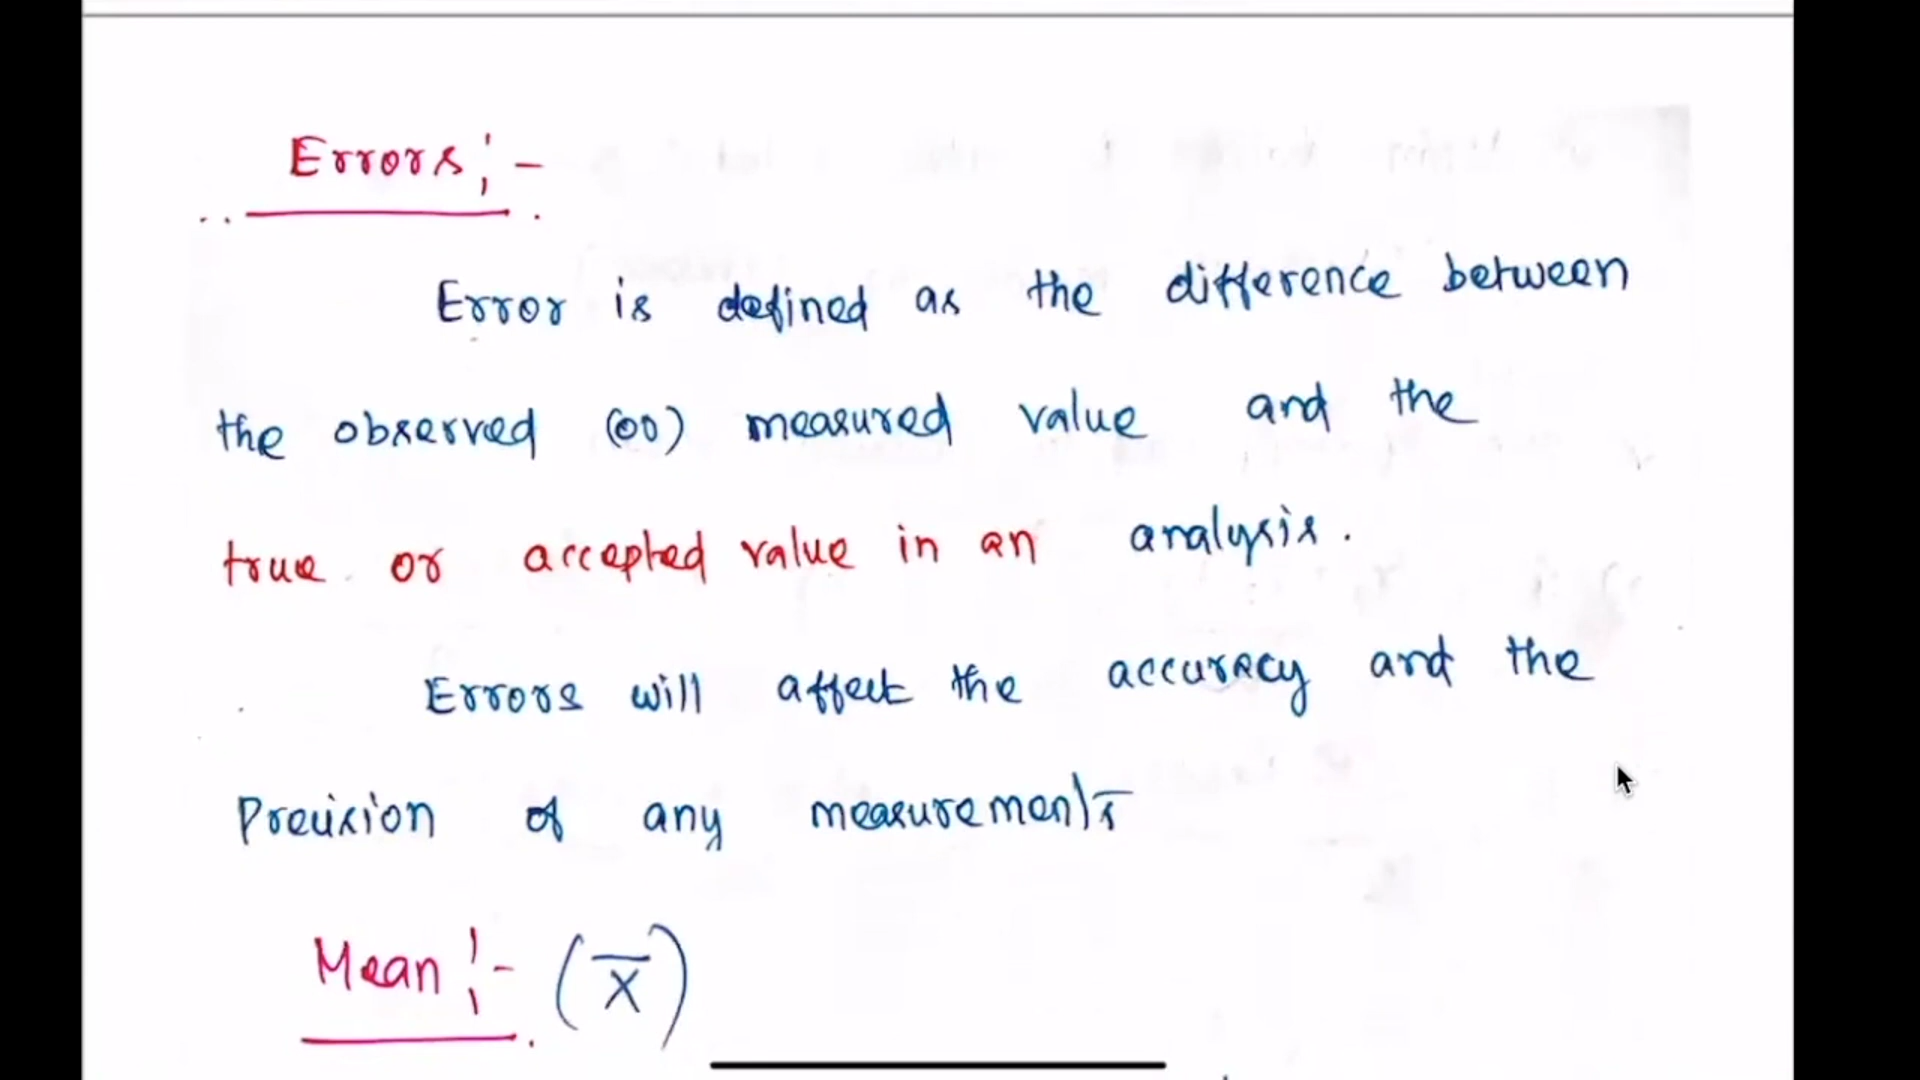 Errors :-
Error is defined as the difference between
the observed (or) measured value and the
true or accepted value in an analysis.
Errors will affect the accuracy and the
Precision of any measurements
Mean :- (x̄)